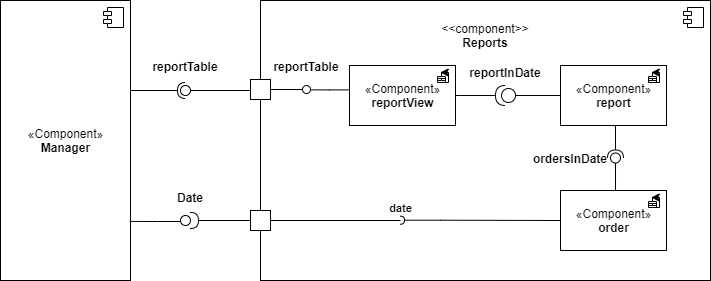 <<component>>
Reports
reportTable
reportTable
reportInDate
«Component»
reportView
«Component»
report
«Component»
Manager
ordersInDate
Date
date
«Component»
order